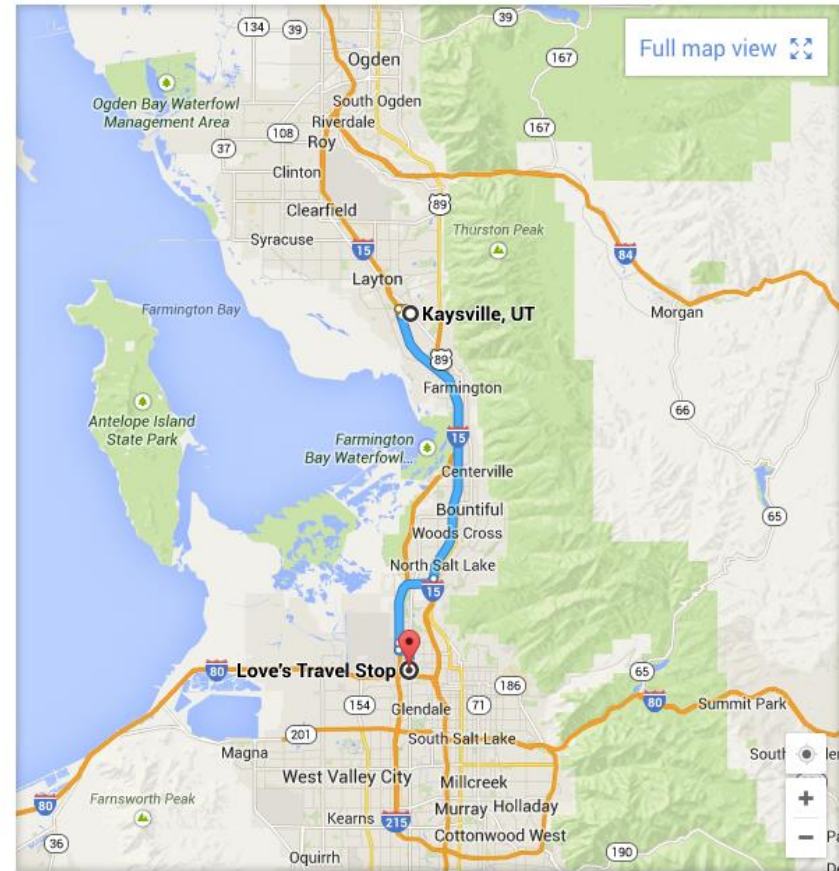 134
39
39
Full map view
Ogden
167
Ogden Bay Waterfowl
Management Area
South Ogden
Riverdale
108
Roy
167
37
Clinton
89
Clearfield
Syracuse
15
Thurston Peak
84
Layton
Farmington Bay
Kaysville, UT
Morgan
89
Farmington
66
Antelope Island
State Park
Farmington
Bay Waterfowl...
15
Centerville
Bountiful
65
Woods Cross
North Salt Lake
15
80
Love's Travel Stop
65
186
80
154
71
Glendale
Summit Park
201
South Salt Lake
Magna
West Valley City
Millcreek
80
Farnsworth Peak
Kearns
215
Murray
Holladay
+
36
Cottonwood West
−
Oquirrh
190